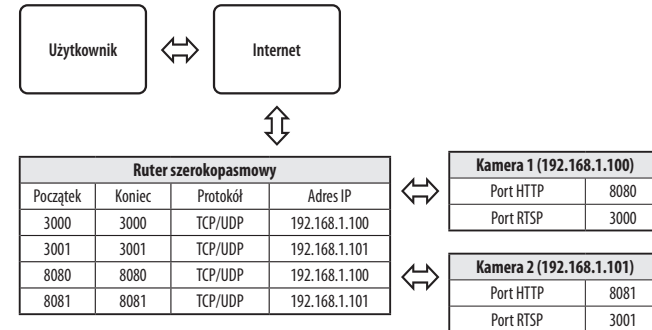 Użytkownik
Internet
Ruter szerokopasmowy
Początek Koniec Protokół Adres IP
3000 3000 TCP/UDP 192.168.1.100
3001 3001 TCP/UDP 192.168.1.101
8080 8080 TCP/UDP 192.168.1.100
8081 8081 TCP/UDP 192.168.1.101
Kamera 1 (192.168.1.100)
Port HTTP 8080
Port RTSP 3000
Kamera 2 (192.168.1.101)
Port HTTP 8081
Port RTSP 3001